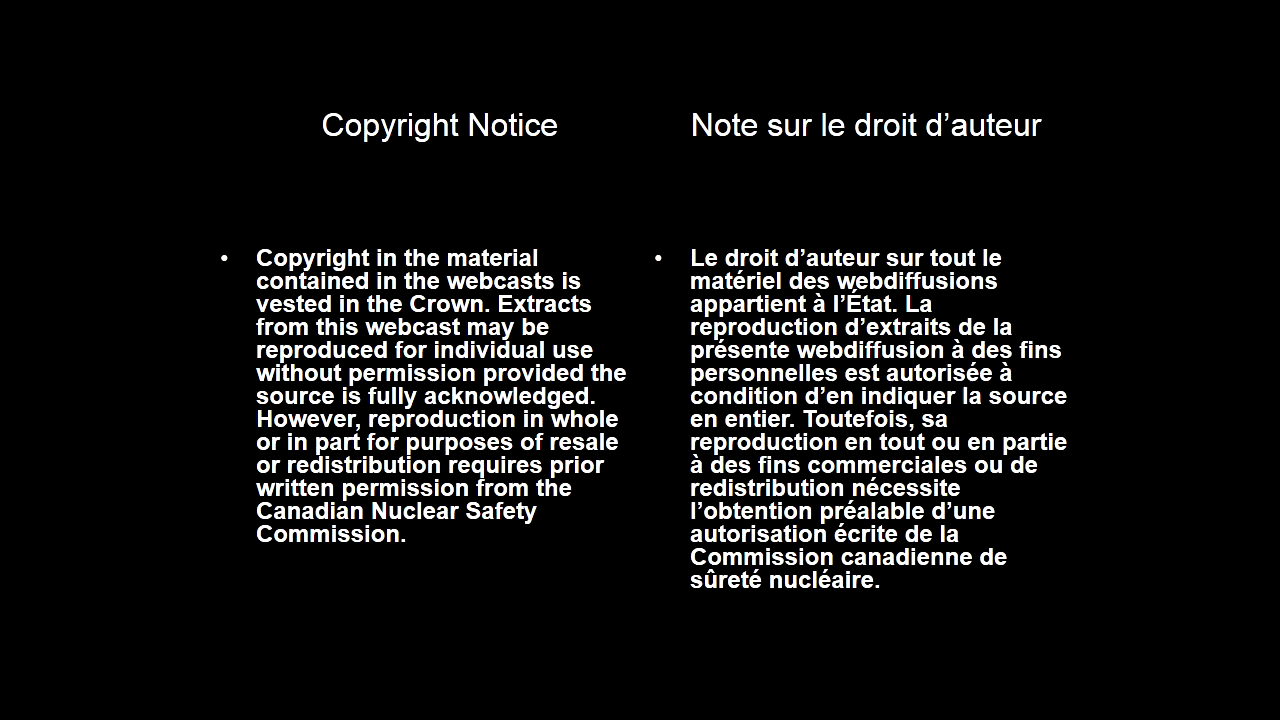 Copyright Notice
• Copyright in the material
contained in the webcasts is
vested in the Crown. Extracts
from this webcast may be
reproduced for individual use
without permission provided the
source is fully acknowledged.
However, reproduction in whole
or in part for purposes of resale
or redistribution requires prior
written permission from the
Canadian Nuclear Safety
Commission.
Note sur le droit d’auteur
• Le droit d’auteur sur tout le
matériel des webdiffusions
appartient à l’État. La
reproduction d’extraits de la
présente webdiffusion à des fins
personnelles est autorisée à
condition d’en indiquer la source
en entier. Toutefois, sa
reproduction en tout ou en partie
à des fins commerciales ou de
redistribution nécessite
l’obtention préalable d’une
autorisation écrite de la
Commission canadienne de
sûreté nucléaire.